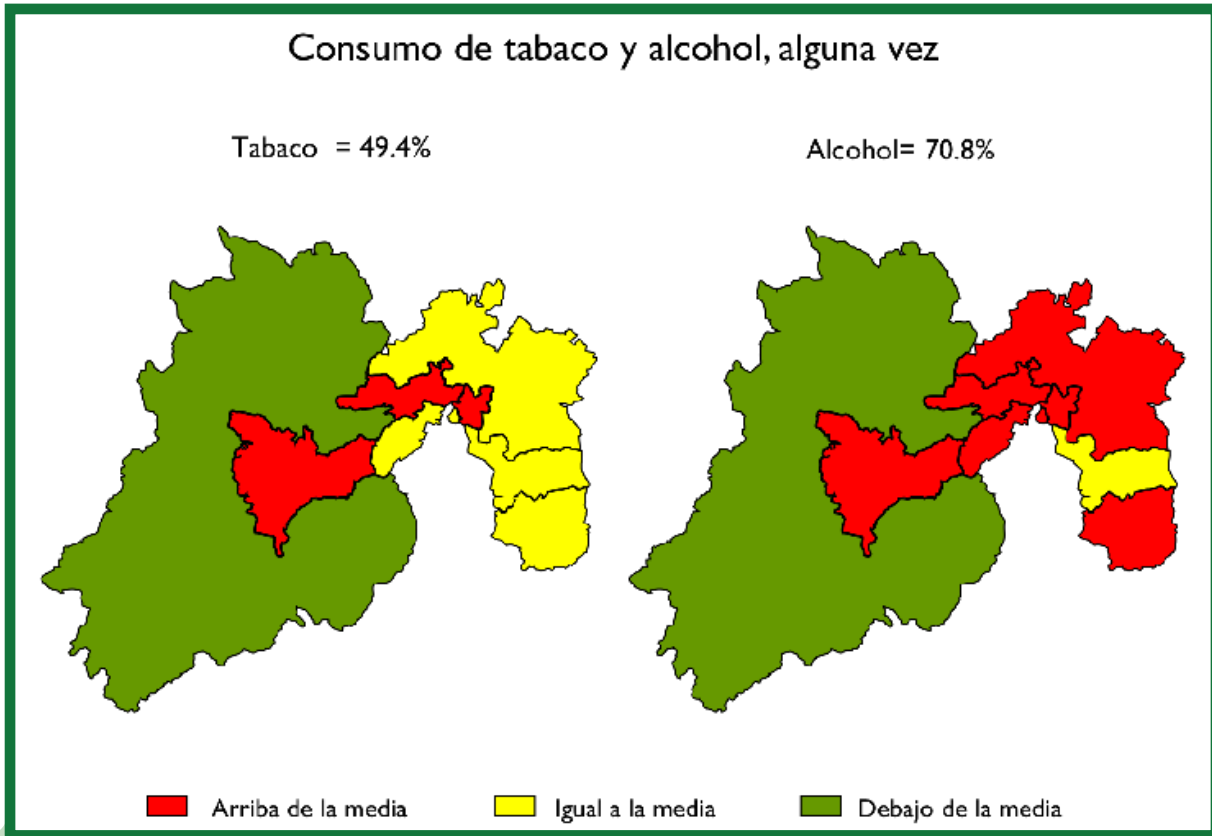 Consumo de tabaco y alcohol, alguna vez
Tabaco = 49.4%
Alcohol= 70.8%
Arriba de la media
Igual a la media
Debajo de la media